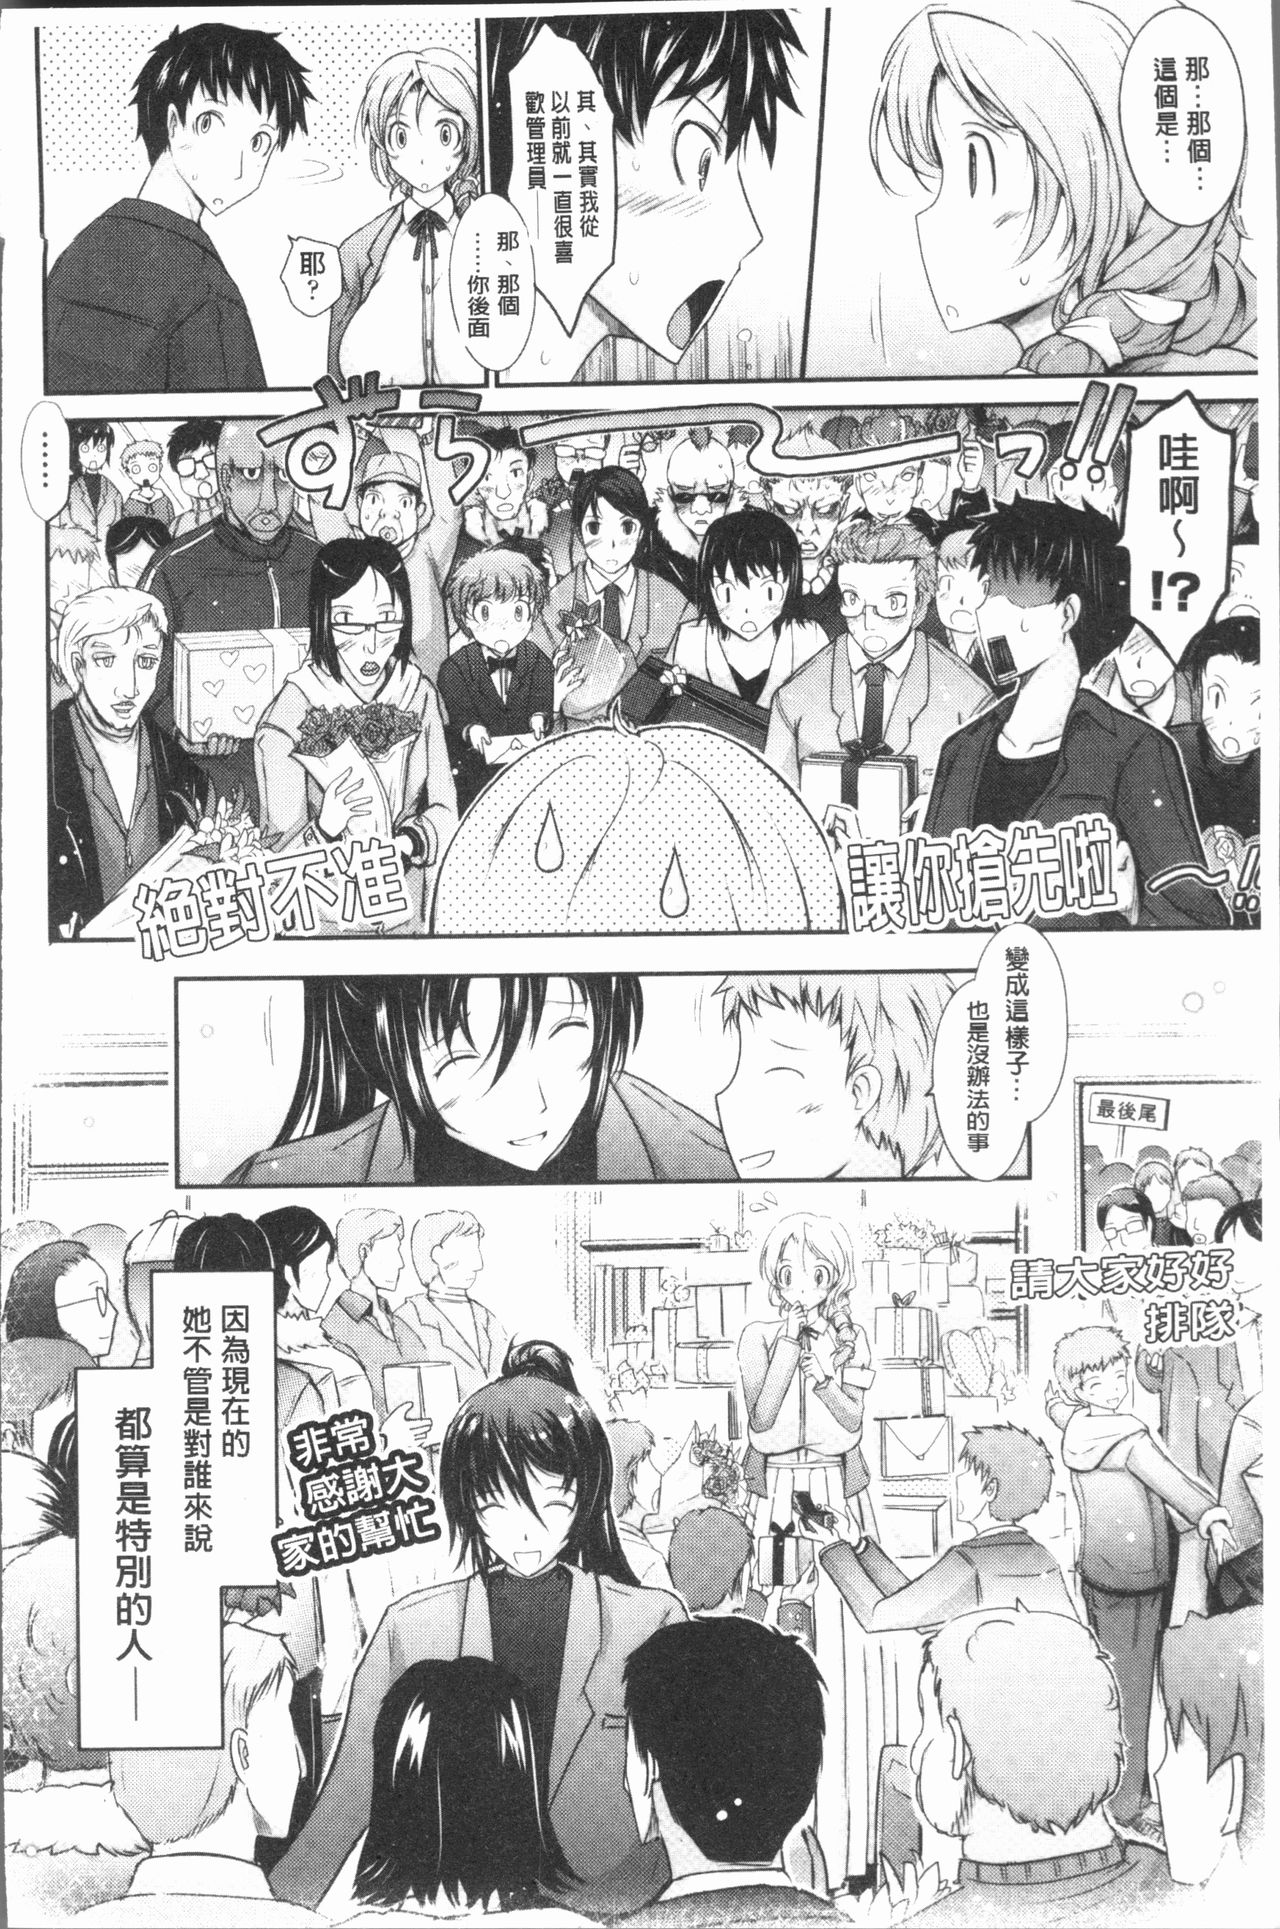 那…那個…
這個是…
其、其實我從
以前就一直很喜
歡管理員──
那、那個
……你後面
耶?
哇啊～!?
ずら―――ッ!!
……
絕對不准
讓你搶先啦
～!!
變成這樣子…
也是沒辦法的事
最後尾
請大家好好
排隊
非常
感謝大
家的幫忙
因為現在的
她不管是對誰來說
都算是特別的人──